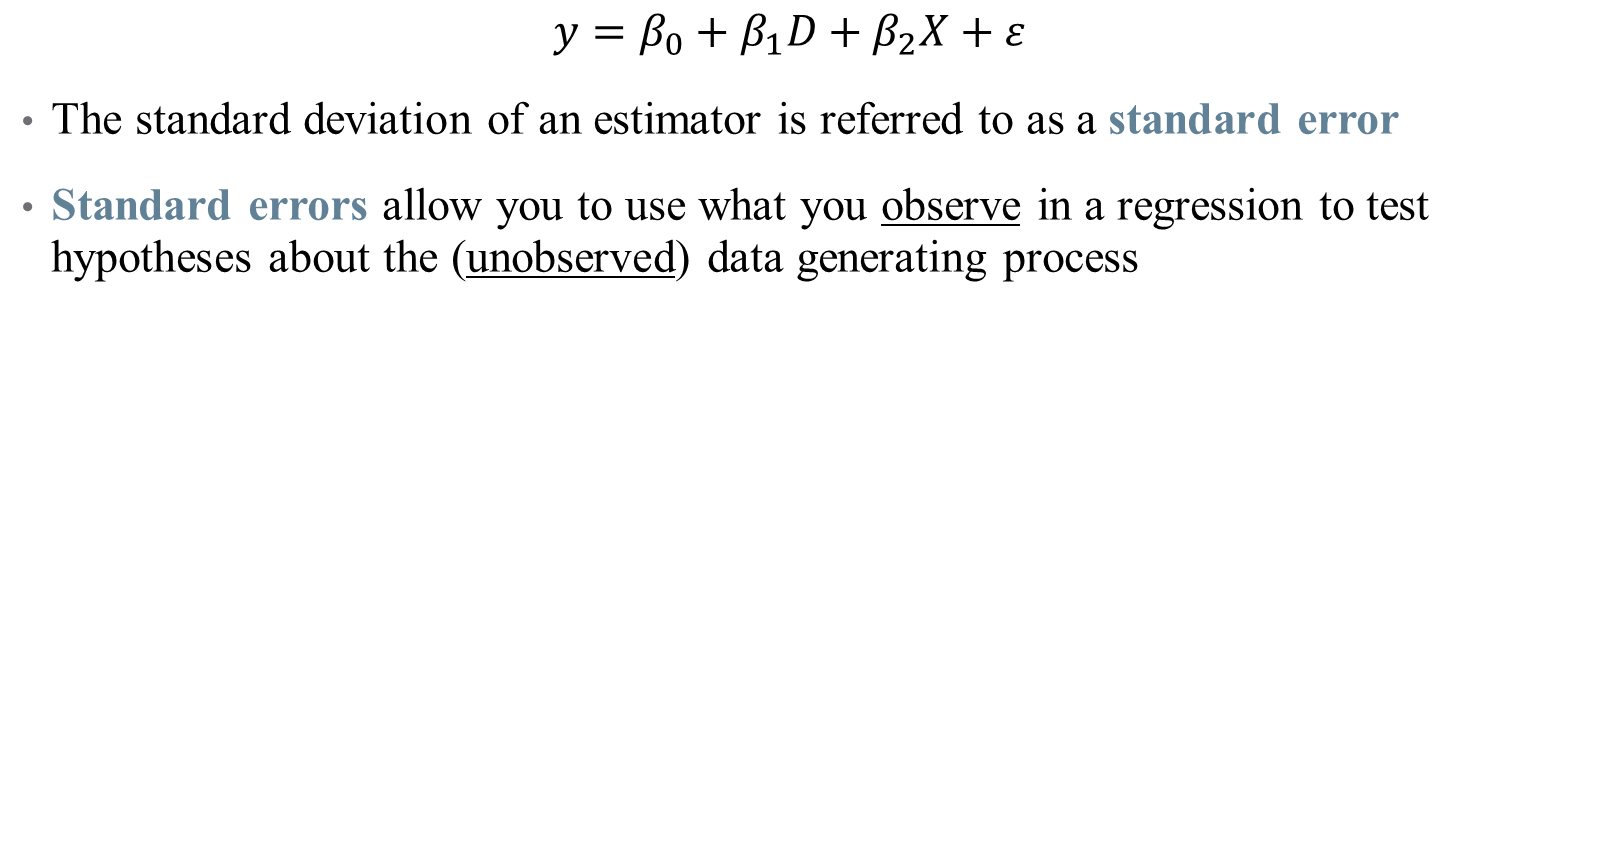 y = β₀ + β₁D + β₂X + ε
• The standard deviation of an estimator is referred to as a standard error
• Standard errors allow you to use what you observe in a regression to test
hypotheses about the (unobserved) data generating process